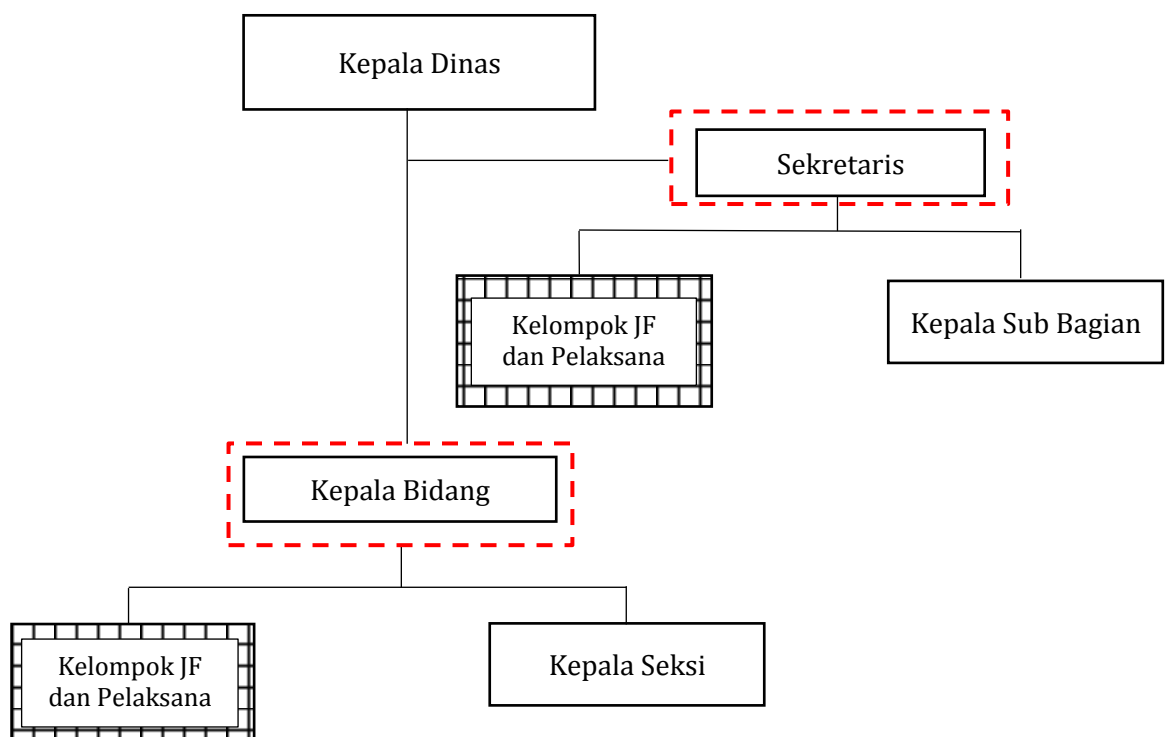 Kepala Dinas
Sekretaris
Kelompok JF
dan Pelaksana
Kepala Sub Bagian
Kepala Bidang
Kelompok JF
dan Pelaksana
Kepala Seksi